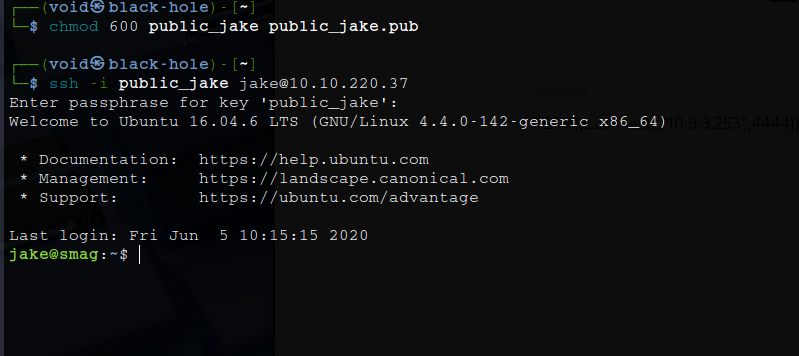 ┌──(void㉿black-hole)-[~]
└─$ chmod 600 public_jake public_jake.pub
┌──(void㉿black-hole)-[~]
└─$ ssh -i public_jake jake@10.10.220.37
Enter passphrase for key 'public_jake':
Welcome to Ubuntu 16.04.6 LTS (GNU/Linux 4.4.0-142-generic x86_64)
10.9.3.253",4444))
* Documentation:  https://help.ubuntu.com
* Management:     https://landscape.canonical.com
* Support:        https://ubuntu.com/advantage
Last login: Fri Jun  5 10:15:15 2020
jake@smag:~$